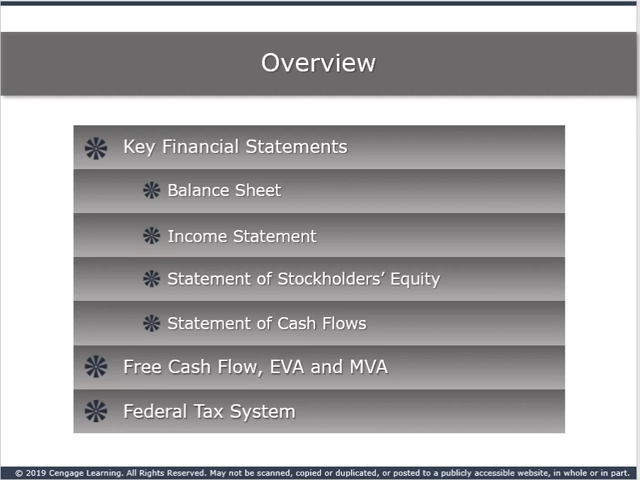 Overview
Key Financial Statements
Balance Sheet
Income Statement
Statement of Stockholders’ Equity
Statement of Cash Flows
Free Cash Flow, EVA and MVA
Federal Tax System
© 2019 Cengage Learning. All Rights Reserved. May not be scanned, copied or duplicated, or posted to a publicly accessible website, in whole or in part.